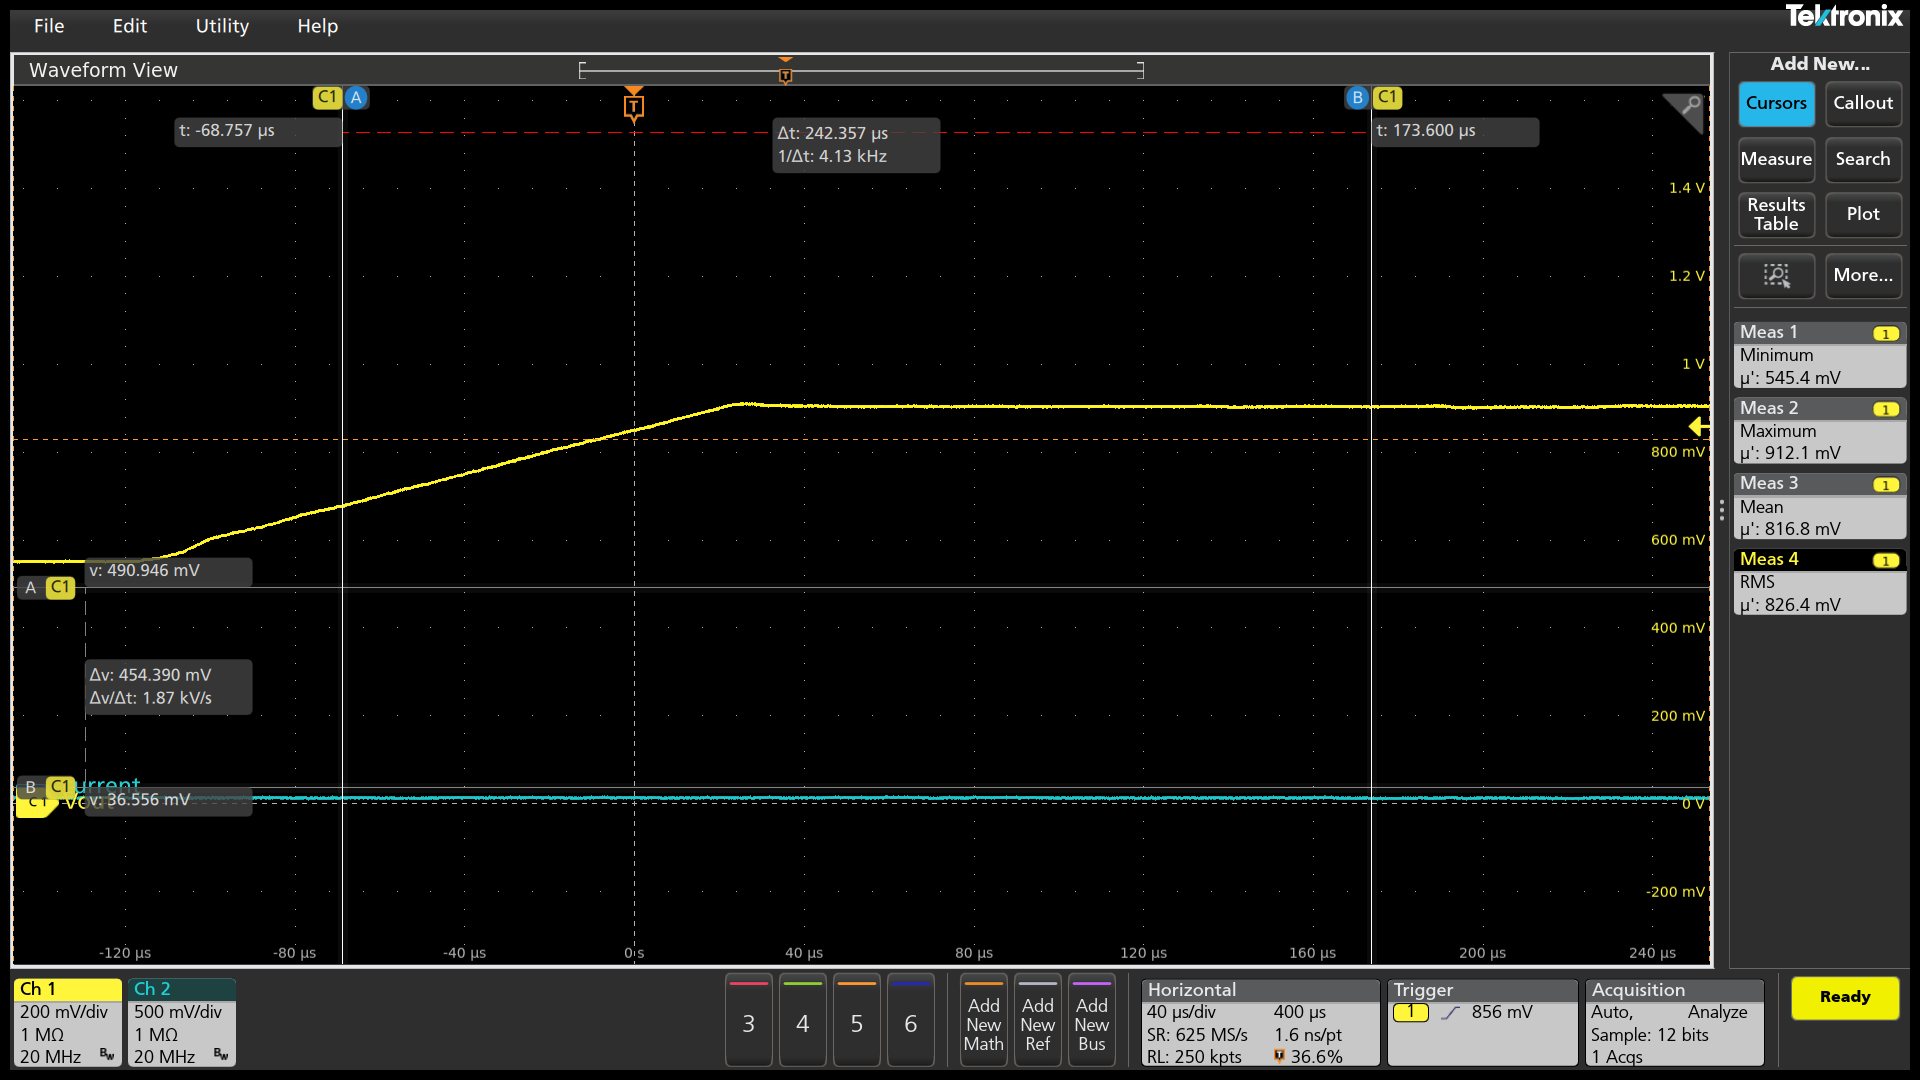 File Edit Utility Help
Tektronix
Waveform View
Add New...
Cursors Callout
Measure Search
Results Table Plot
More...
C1 A
T
B C1
t: -68.757 µs
Δt: 242.357 µs
1/Δt: 4.13 kHz
t: 173.600 µs
1.4 V
1.2 V
1 V
800 mV
600 mV
400 mV
200 mV
0 V
-200 mV
v: 490.946 mV
A C1
Δv: 454.390 mV
Δv/Δt: 1.87 kV/s
B C1
v: 36.556 mV
-120 µs -80 µs -40 µs 0 s 40 µs 80 µs 120 µs 160 µs 200 µs 240 µs
Meas 1 1
Minimum
µ': 545.4 mV
Meas 2 1
Maximum
µ': 912.1 mV
Meas 3 1
Mean
µ': 816.8 mV
Meas 4 1
RMS
µ': 826.4 mV
Ch 1
200 mV/div
1 MΩ
20 MHz Bw
Ch 2
500 mV/div
1 MΩ
20 MHz Bw
3 4 5 6
Add New Math
Add New Ref
Add New Bus
Horizontal
40 µs/div 400 µs
SR: 625 MS/s 1.6 ns/pt
RL: 250 kpts T 36.6%
Trigger
1 856 mV
Acquisition
Auto, Analyze
Sample: 12 bits
1 Acqs
Ready